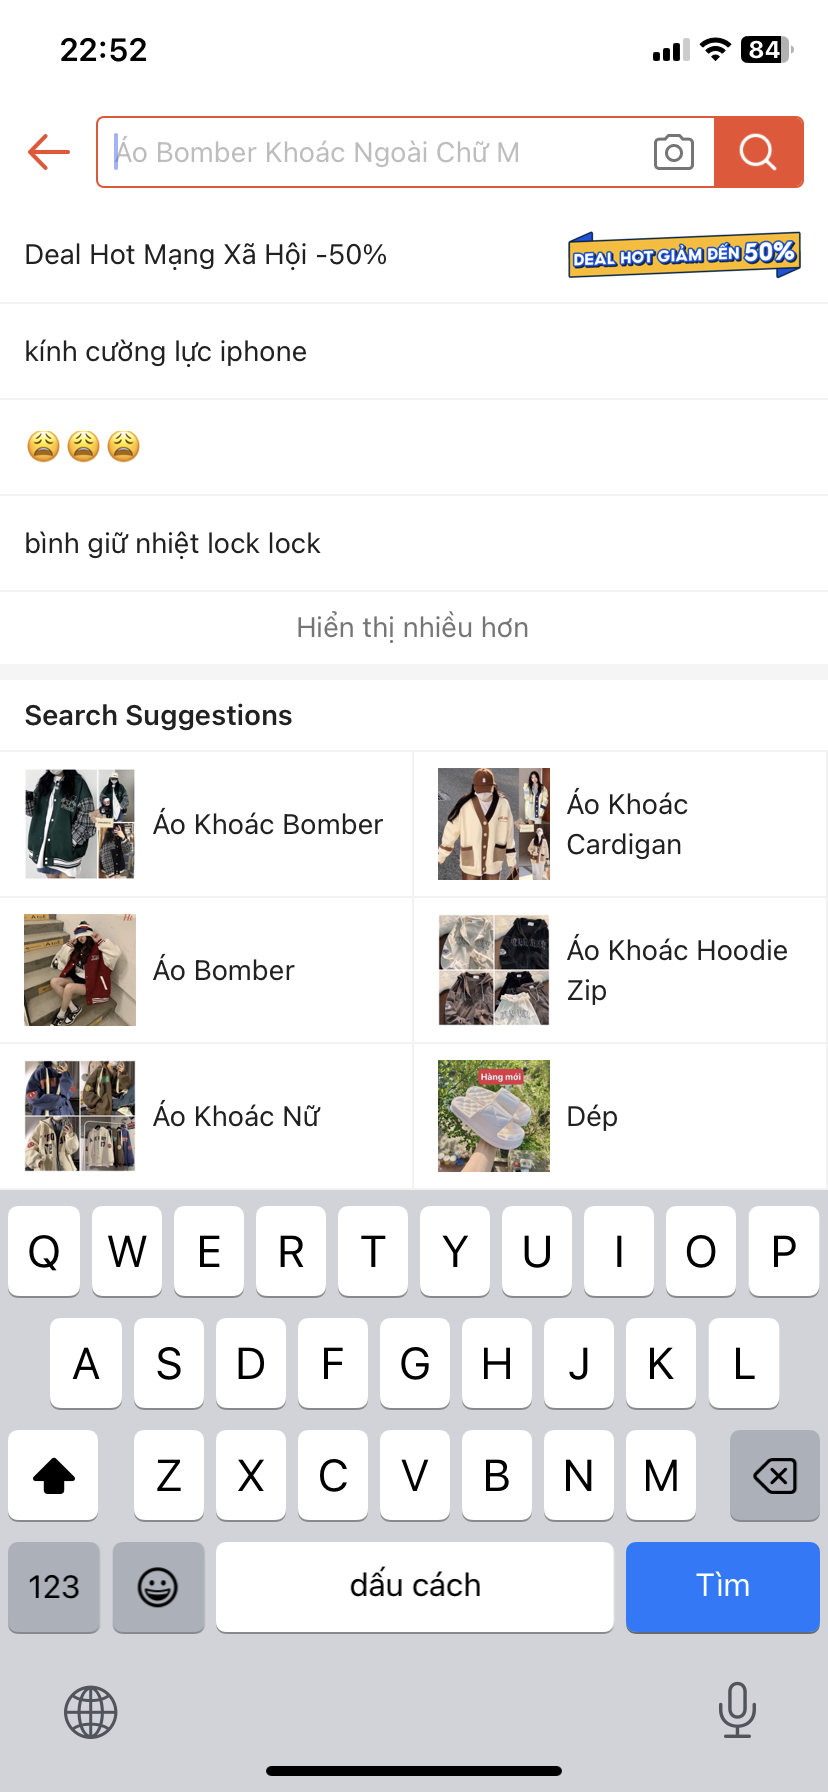 22:52
84
Áo Bomber Khoác Ngoài Chữ M
Deal Hot Mạng Xã Hội -50%
DEAL HOT GIẢM ĐẾN 50%
kính cường lực iphone
😩😩😩
bình giữ nhiệt lock lock
Hiển thị nhiều hơn
Search Suggestions
Áo Khoác Bomber
Áo Khoác
Cardigan
Áo Bomber
Áo Khoác Hoodie
Zip
Áo Khoác Nữ
Hàng mới
Dép
Q W E R T Y U I O P
A S D F G H J K L
Z X C V B N M
123
dấu cách
Tìm